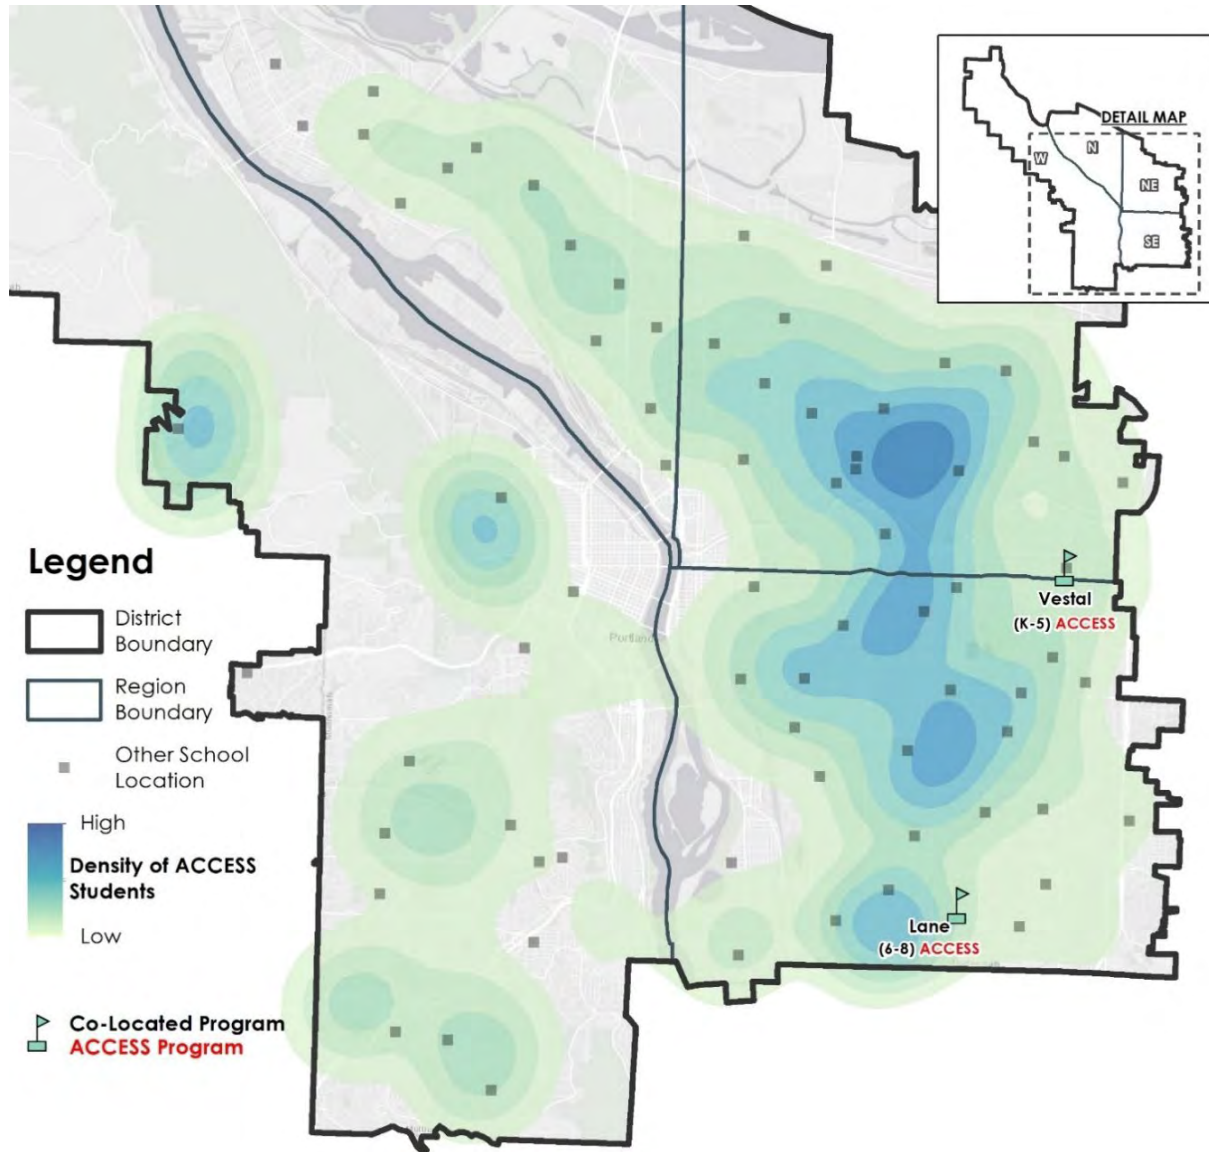 DETAIL MAP
W
N
NE
SE
Legend
District
Boundary
Region
Boundary
Other School
Location
High
Density of ACCESS
Students
Low
Co-Located Program
ACCESS Program
Portland
Vestal
(K-5) ACCESS
Lane
(6-8) ACCESS